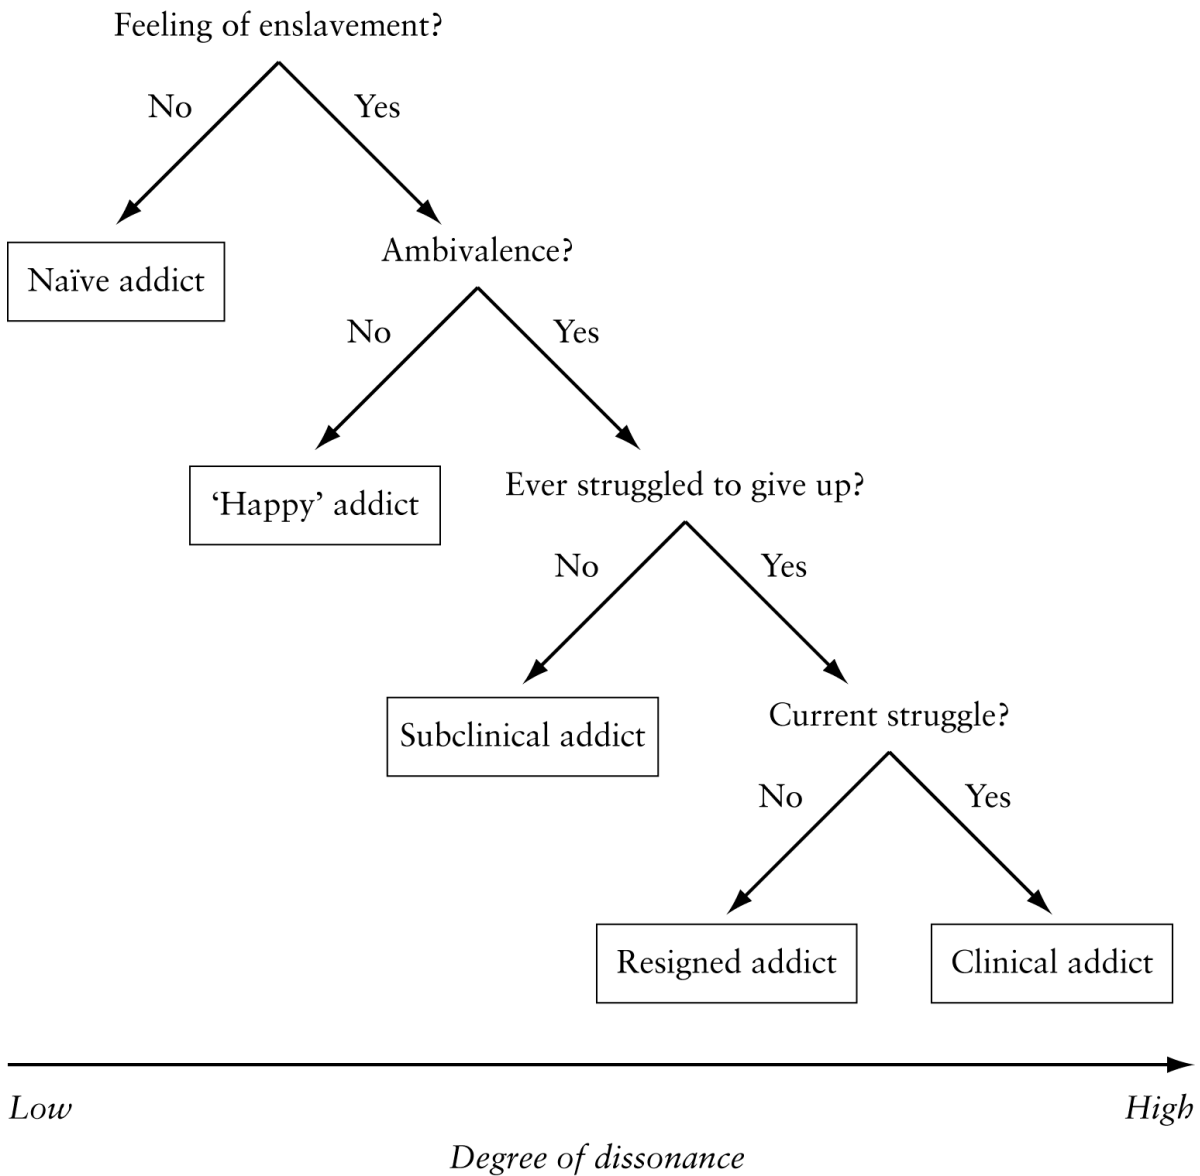 Feeling of enslavement?
No
Yes
Naïve addict
Ambivalence?
No
Yes
‘Happy’ addict
Ever struggled to give up?
No
Yes
Subclinical addict
Current struggle?
No
Yes
Resigned addict
Clinical addict
Low
High
Degree of dissonance